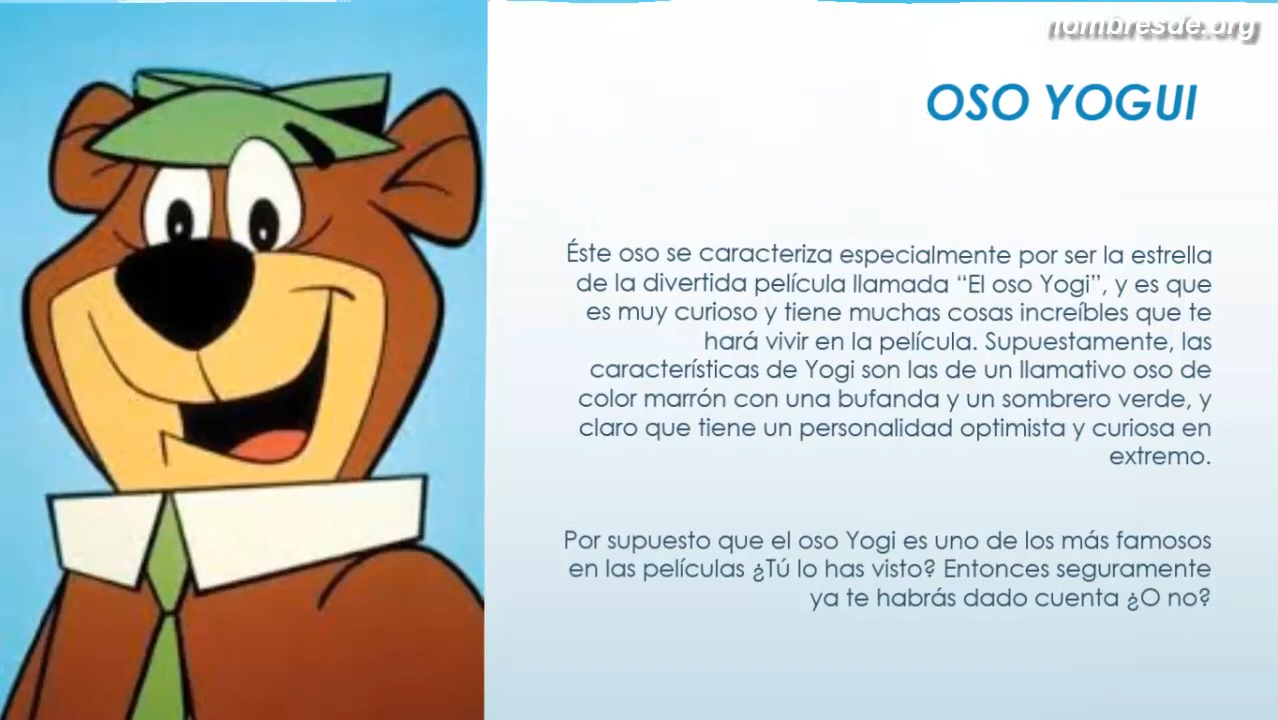 nombresde.org
OSO YOGUI
Éste oso se caracteriza especialmente por ser la estrella
de la divertida película llamada “El oso Yogi”, y es que
es muy curioso y tiene muchas cosas increíbles que te
hará vivir en la película. Supuestamente, las
características de Yogi son las de un llamativo oso de
color marrón con una bufanda y un sombrero verde, y
claro que tiene un personalidad optimista y curiosa en
extremo.
Por supuesto que el oso Yogi es uno de los más famosos
en las películas ¿Tú lo has visto? Entonces seguramente
ya te habrás dado cuenta ¿O no?